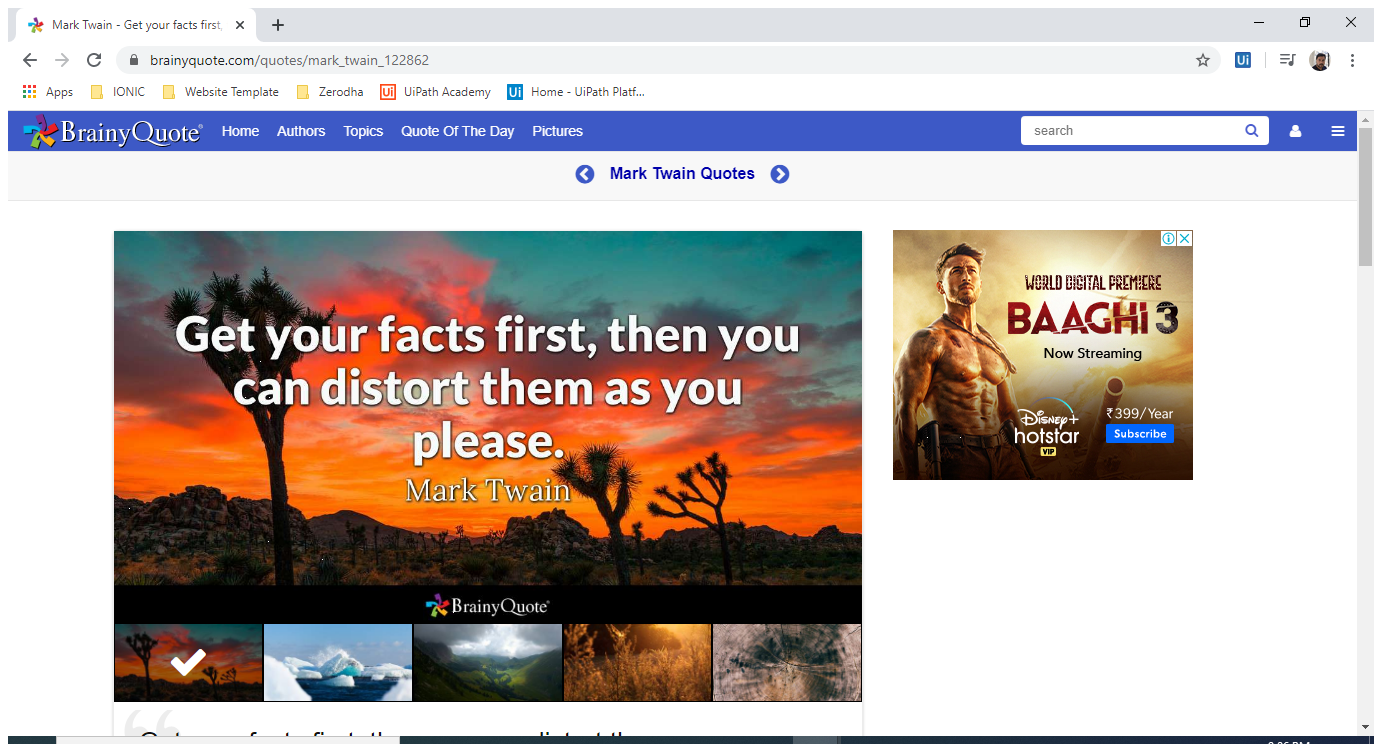 Mark Twain - Get your facts first,
brainyquote.com/quotes/mark_twain_122862
Ui
Apps
IONIC
Website Template
Zerodha
Ui
UiPath Academy
Ui
Home - UiPath Platf...
BrainyQuote
Home
Authors
Topics
Quote Of The Day
Pictures
search
Mark Twain Quotes
Get your facts first, then you
can distort them as you
please.
Mark Twain
BrainyQuote
WORLD DIGITAL PREMIERE
BAAGHI 3
Now Streaming
Disney+
hotstar
VIP
₹399/Year
Subscribe